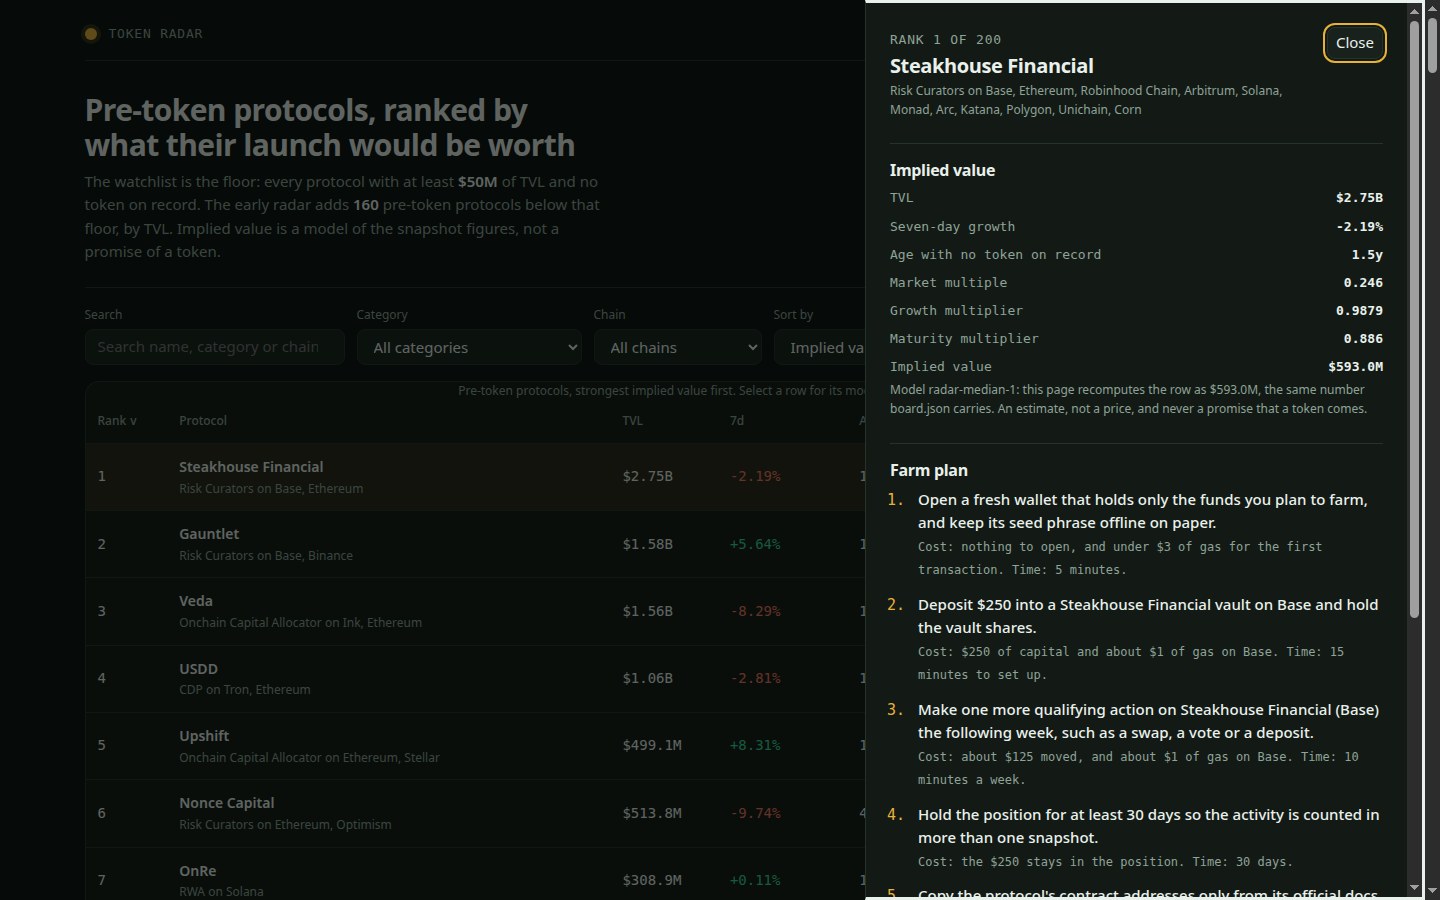 TOKEN RADAR
Pre-token protocols, ranked by
what their launch would be worth
The watchlist is the floor: every protocol with at least $50M of TVL and no
token on record. The early radar adds 160 pre-token protocols below that
floor, by TVL. Implied value is a model of the snapshot figures, not a
promise of a token.
Search
Category
Chain
Sort by
Search name, category or chain
All categories
All chains
Implied va
Pre-token protocols, strongest implied value first. Select a row for its mo
Rank v
Protocol
TVL
7d
A
1
Steakhouse Financial
Risk Curators on Base, Ethereum
$2.75B
-2.19%
1
2
Gauntlet
Risk Curators on Base, Binance
$1.58B
+5.64%
1
3
Veda
Onchain Capital Allocator on Ink, Ethereum
$1.56B
-8.29%
1
4
USDD
CDP on Tron, Ethereum
$1.06B
-2.81%
1
5
Upshift
Onchain Capital Allocator on Ethereum, Stellar
$499.1M
+8.31%
1
6
Nonce Capital
Risk Curators on Ethereum, Optimism
$513.8M
-9.74%
4
7
OnRe
RWA on Solana
$308.9M
+0.11%
1
RANK 1 OF 200
Close
Steakhouse Financial
Risk Curators on Base, Ethereum, Robinhood Chain, Arbitrum, Solana,
Monad, Arc, Katana, Polygon, Unichain, Corn
Implied value
TVL $2.75B
Seven-day growth -2.19%
Age with no token on record 1.5y
Market multiple 0.246
Growth multiplier 0.9879
Maturity multiplier 0.886
Implied value $593.0M
Model radar-median-1: this page recomputes the row as $593.0M, the same number
board.json carries. An estimate, not a price, and never a promise that a token comes.
Farm plan
1. Open a fresh wallet that holds only the funds you plan to farm,
and keep its seed phrase offline on paper.
Cost: nothing to open, and under $3 of gas for the first
transaction. Time: 5 minutes.
2. Deposit $250 into a Steakhouse Financial vault on Base and hold
the vault shares.
Cost: $250 of capital and about $1 of gas on Base. Time: 15
minutes to set up.
3. Make one more qualifying action on Steakhouse Financial (Base)
the following week, such as a swap, a vote or a deposit.
Cost: about $125 moved, and about $1 of gas on Base. Time: 10
minutes a week.
4. Hold the position for at least 30 days so the activity is counted in
more than one snapshot.
Cost: the $250 stays in the position. Time: 30 days.
5. Copy the protocol's contract addresses only from its official docs